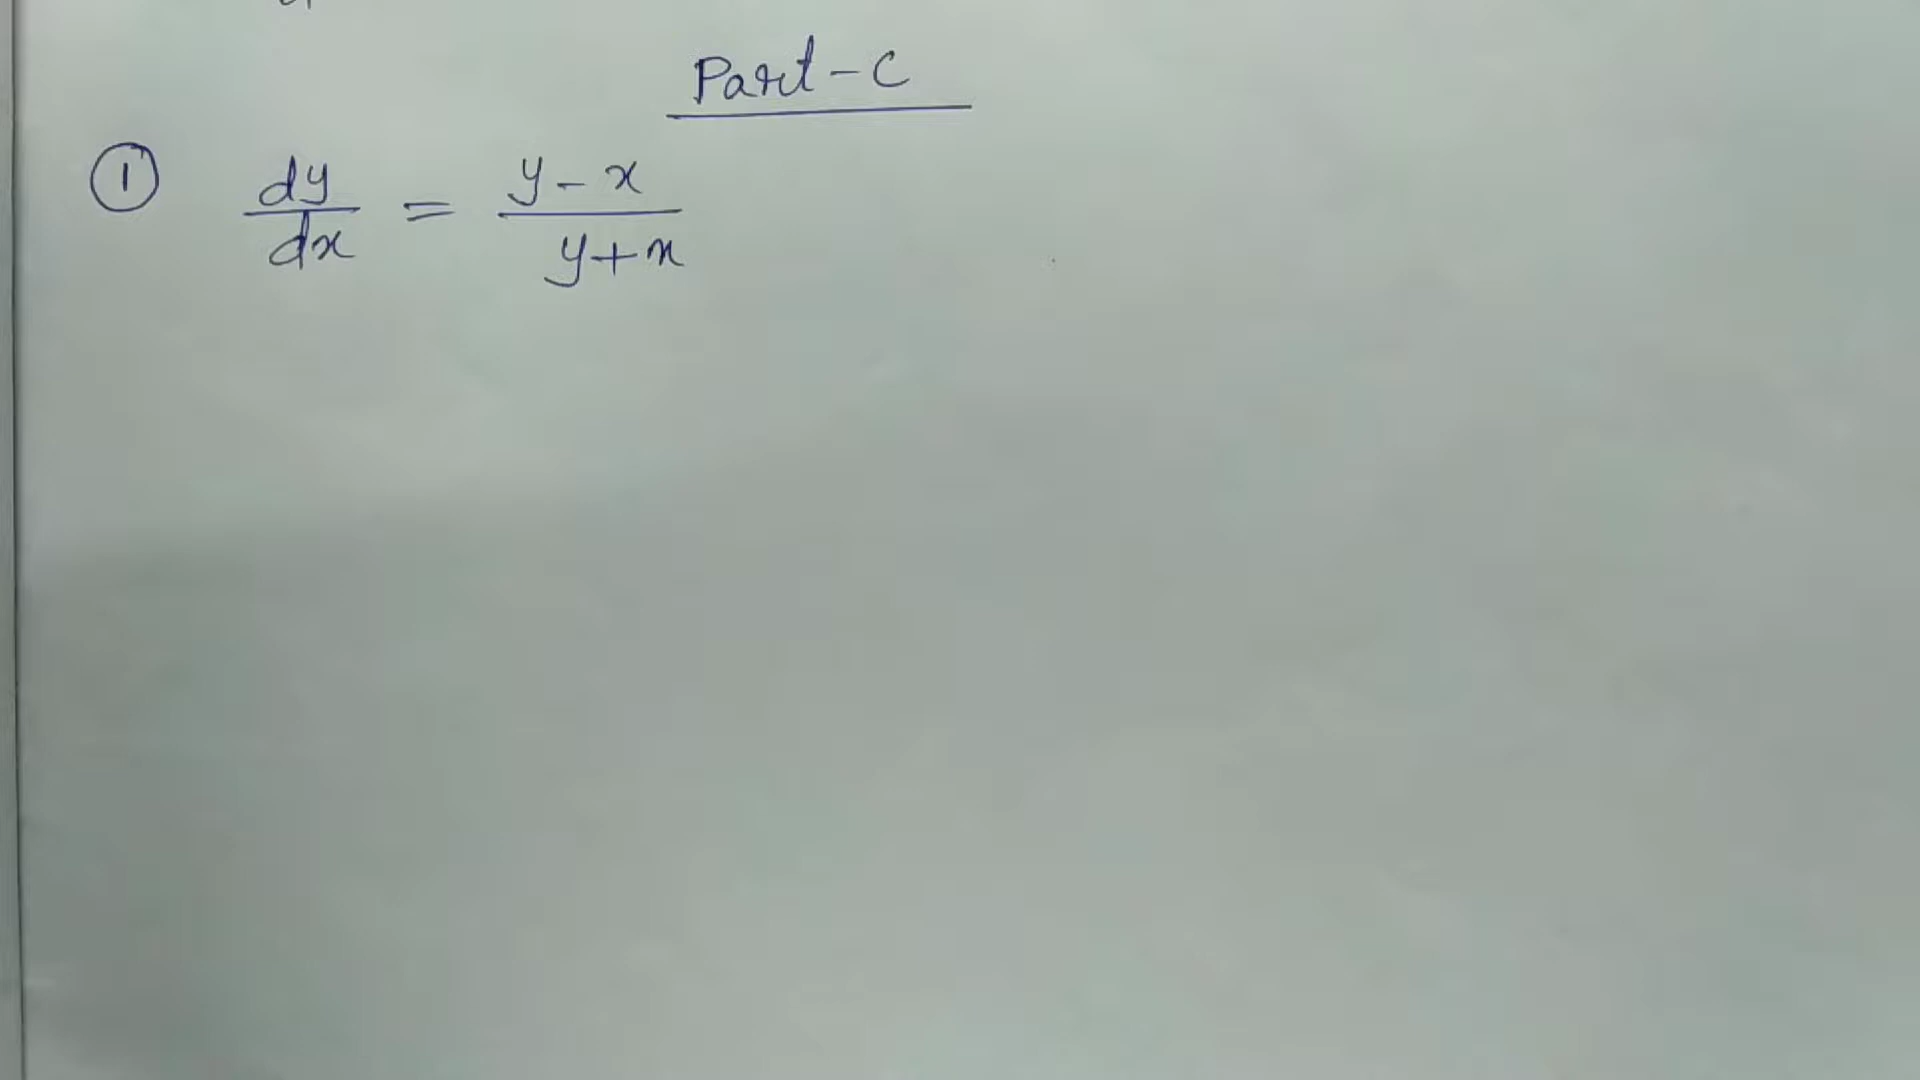 Part - C
① dy/dx = y - x / y + x